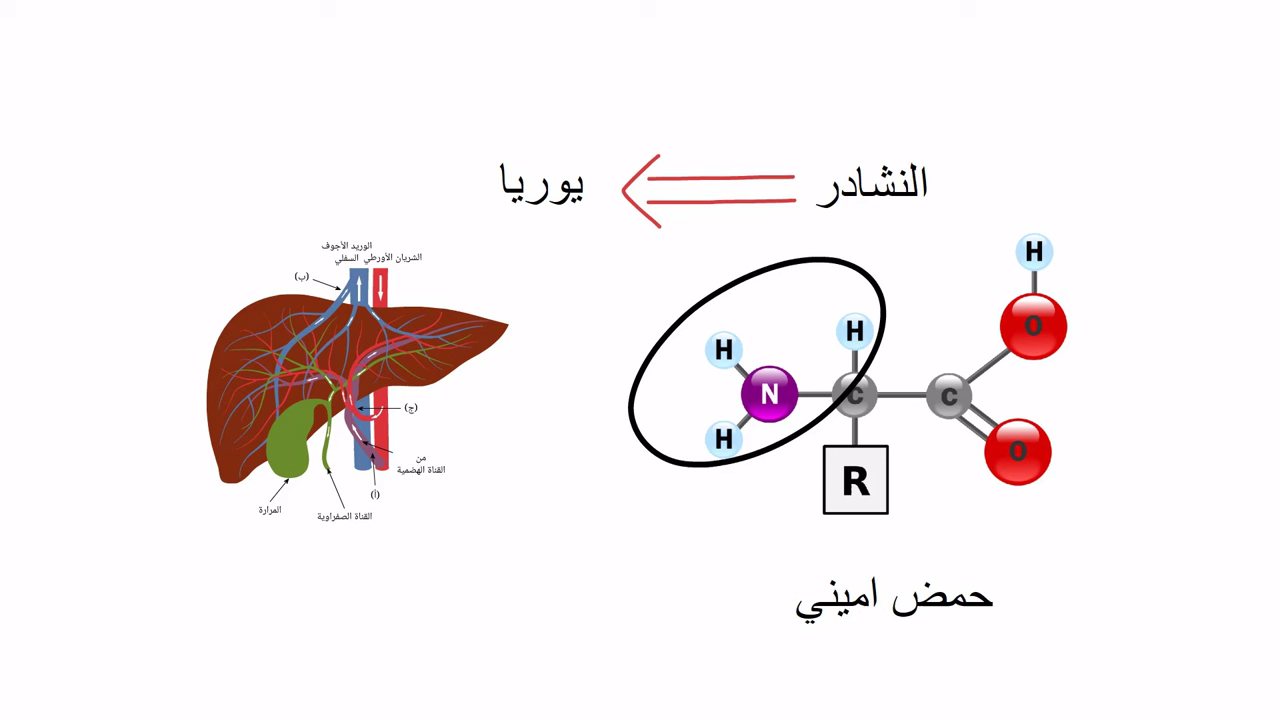 النشادر
يوريا
الوريد الأجوف
السفلي
الشريان الأورطي
(ب)
(ج)
من
القناة الهضمية
(أ)
المرارة
القناة الصفراوية
H
O
H
H
N
C
C
H
O
R
حمض اميني